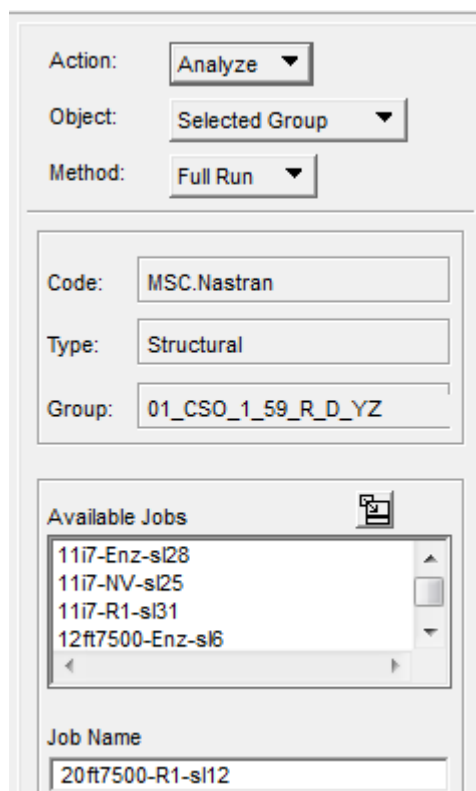 Action: Analyze
Object: Selected Group
Method: Full Run
Code: MSC.Nastran
Type: Structural
Group: 01_CSO_1_59_R_D_YZ
Available Jobs
11i7-Enz-sl28
11i7-NV-sl25
11i7-R1-sl31
12ft7500-Enz-sl6
Job Name
20ft7500-R1-sl12